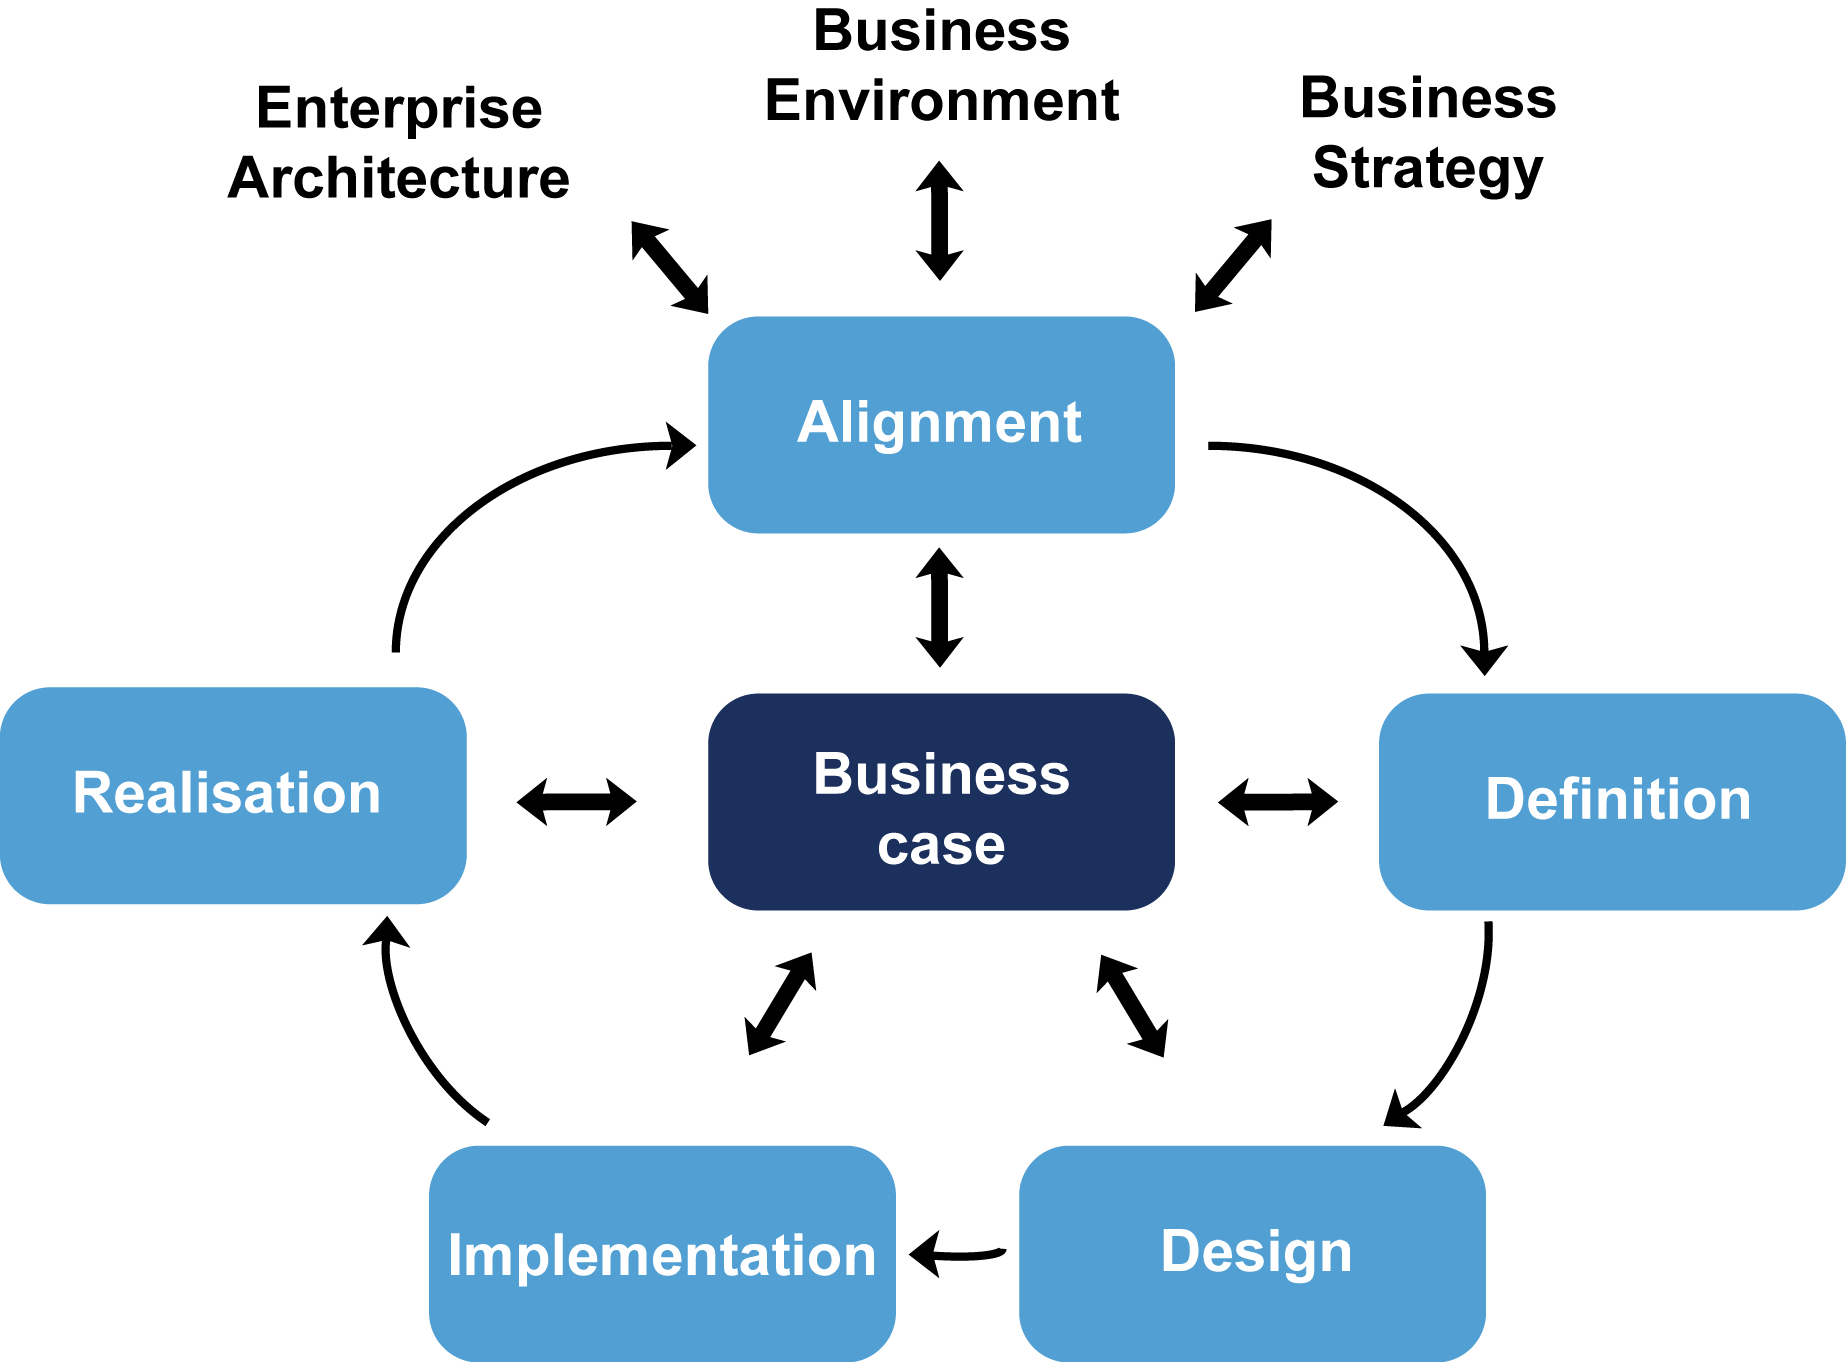 Business
Environment
Enterprise
Architecture
Business
Strategy
Alignment
Realisation
Business
case
Definition
Implementation
Design